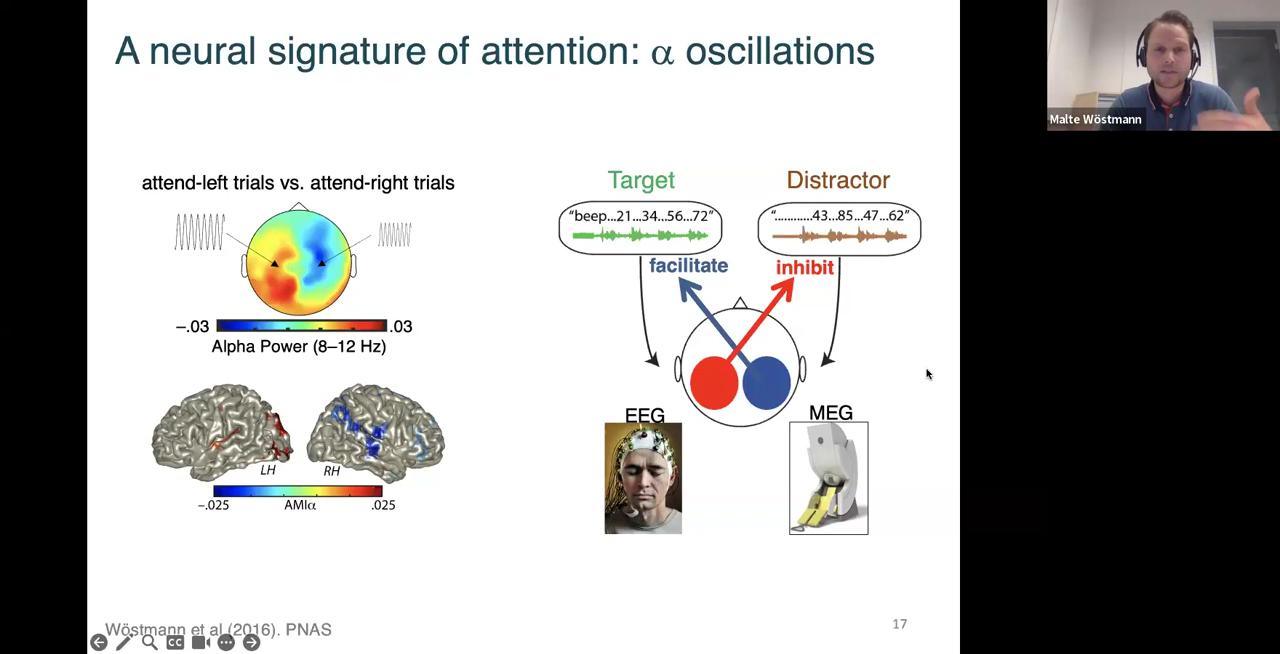 A neural signature of attention: α oscillations
Malte Wöstmann
attend-left trials vs. attend-right trials
–.03
.03
Alpha Power (8–12 Hz)
LH
RH
–.025
AMIα
.025
Target
Distractor
“beep...21...34...56...72”
“............43...85...47...62”
facilitate
inhibit
EEG
MEG
Wöstmann et al (2016). PNAS
17
CC